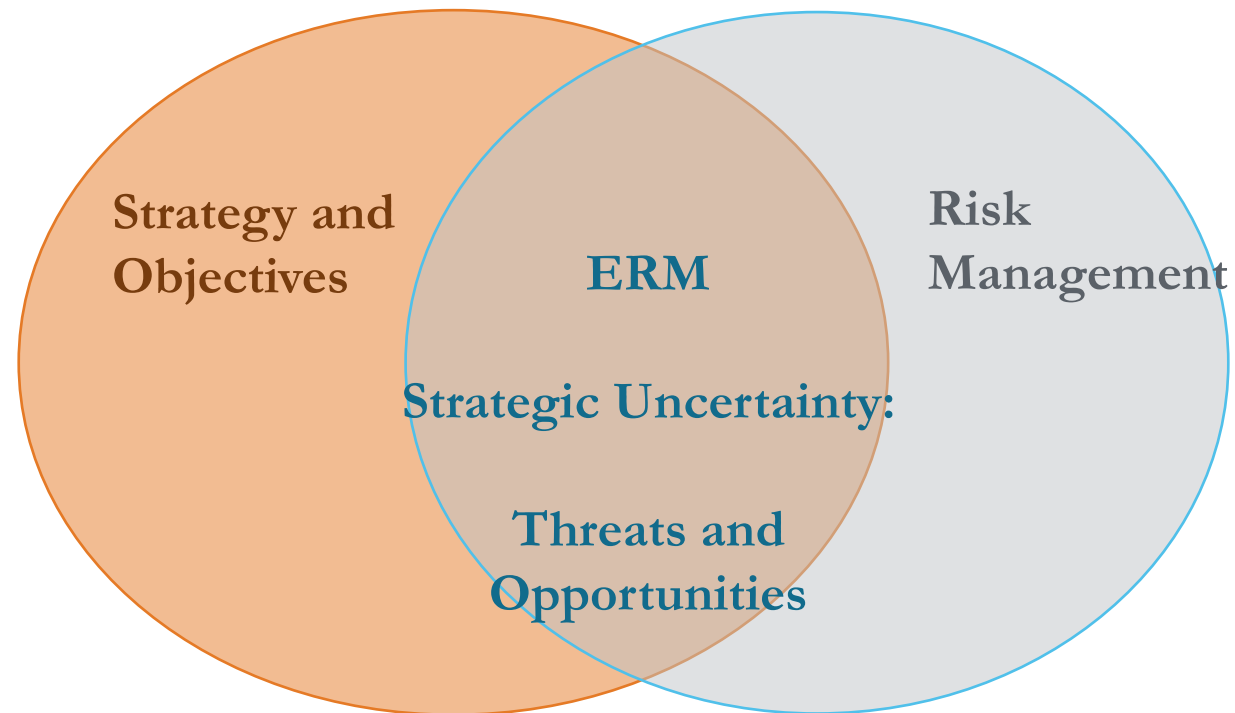 Strategy and
Objectives
ERM
Strategic Uncertainty:
Threats and
Opportunities
Risk
Management